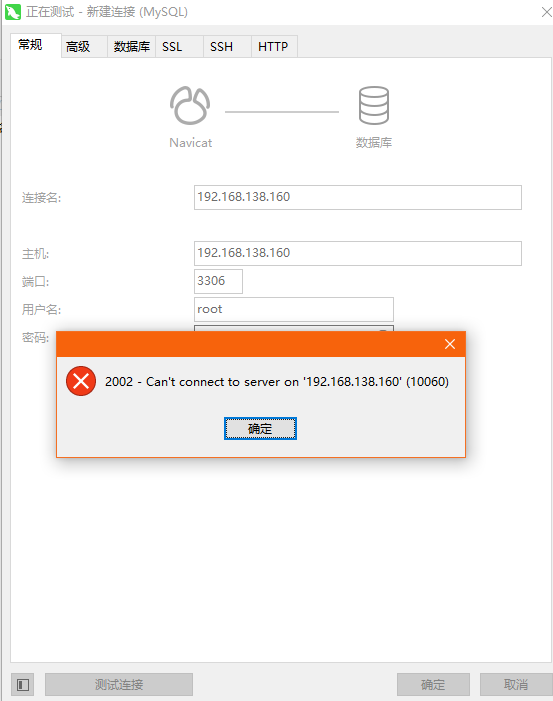 正在测试 - 新建连接 (MySQL)
常规 高级 数据库 SSL SSH HTTP
Navicat 数据库
连接名: 192.168.138.160
主机: 192.168.138.160
端口: 3306
用户名: root
密码:
2002 - Can't connect to server on '192.168.138.160' (10060)
确定
测试连接 确定 取消